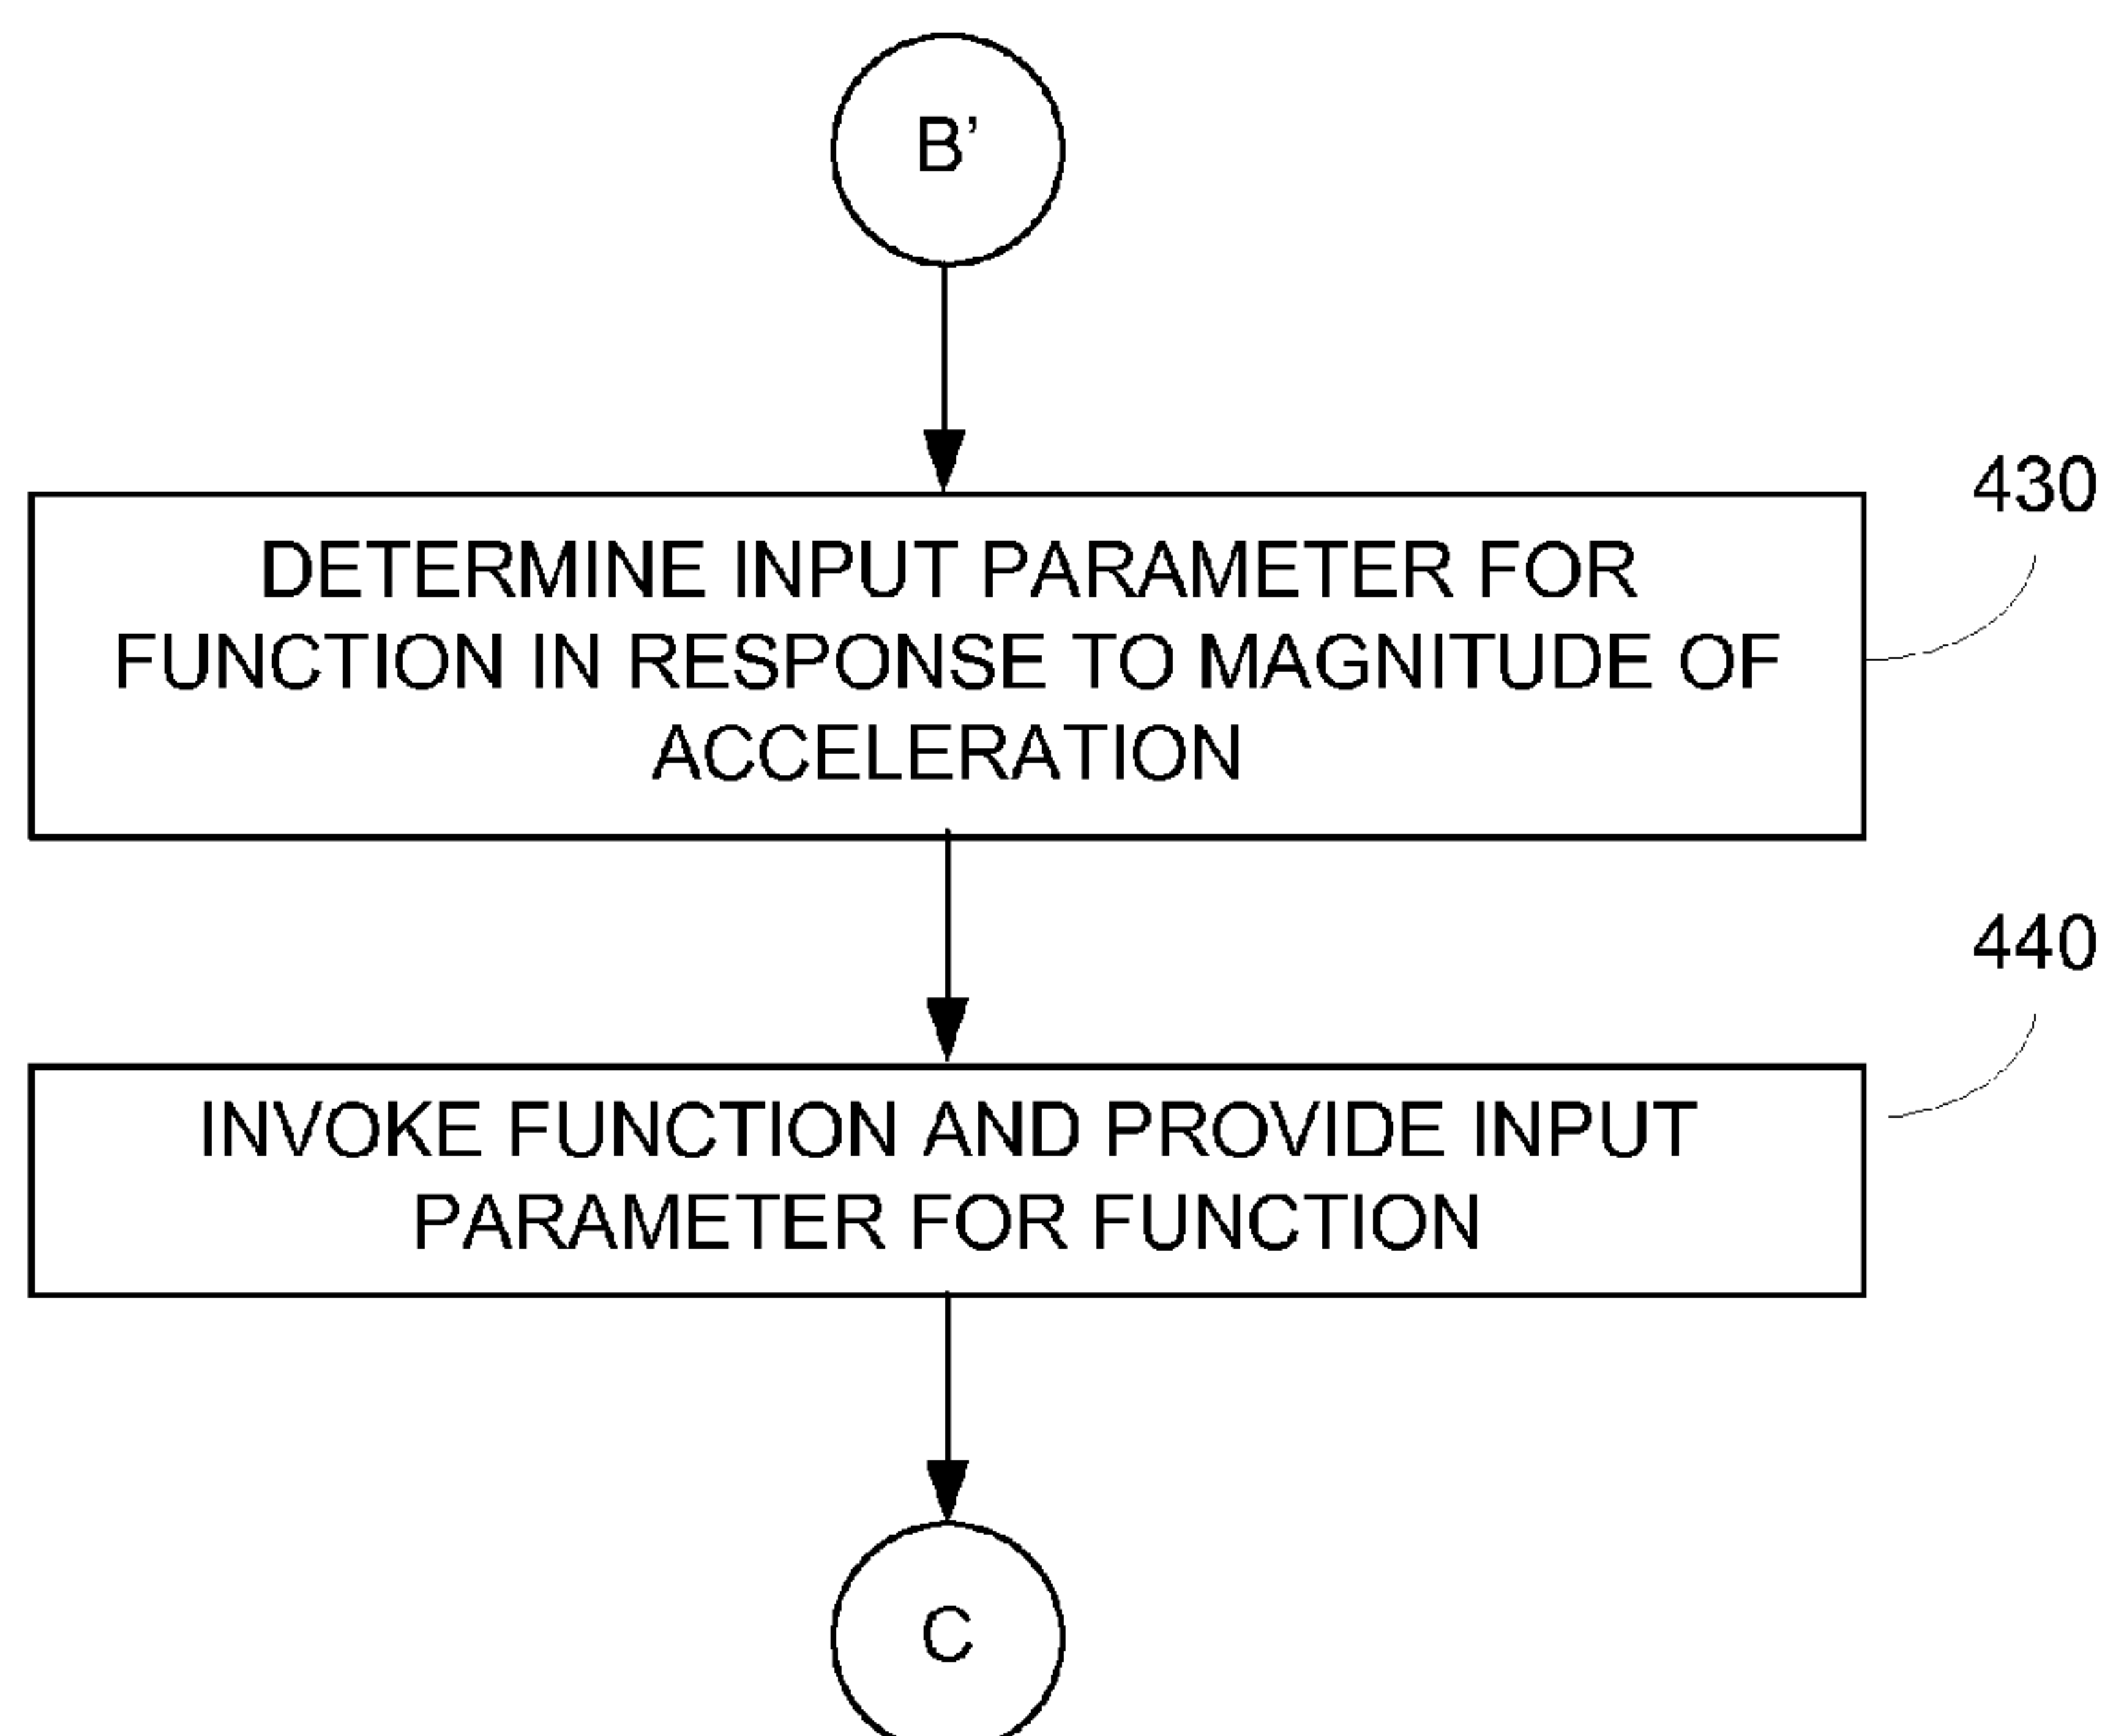 B’
430
DETERMINE INPUT PARAMETER FOR
FUNCTION IN RESPONSE TO MAGNITUDE OF
ACCELERATION
440
INVOKE FUNCTION AND PROVIDE INPUT
PARAMETER FOR FUNCTION
C